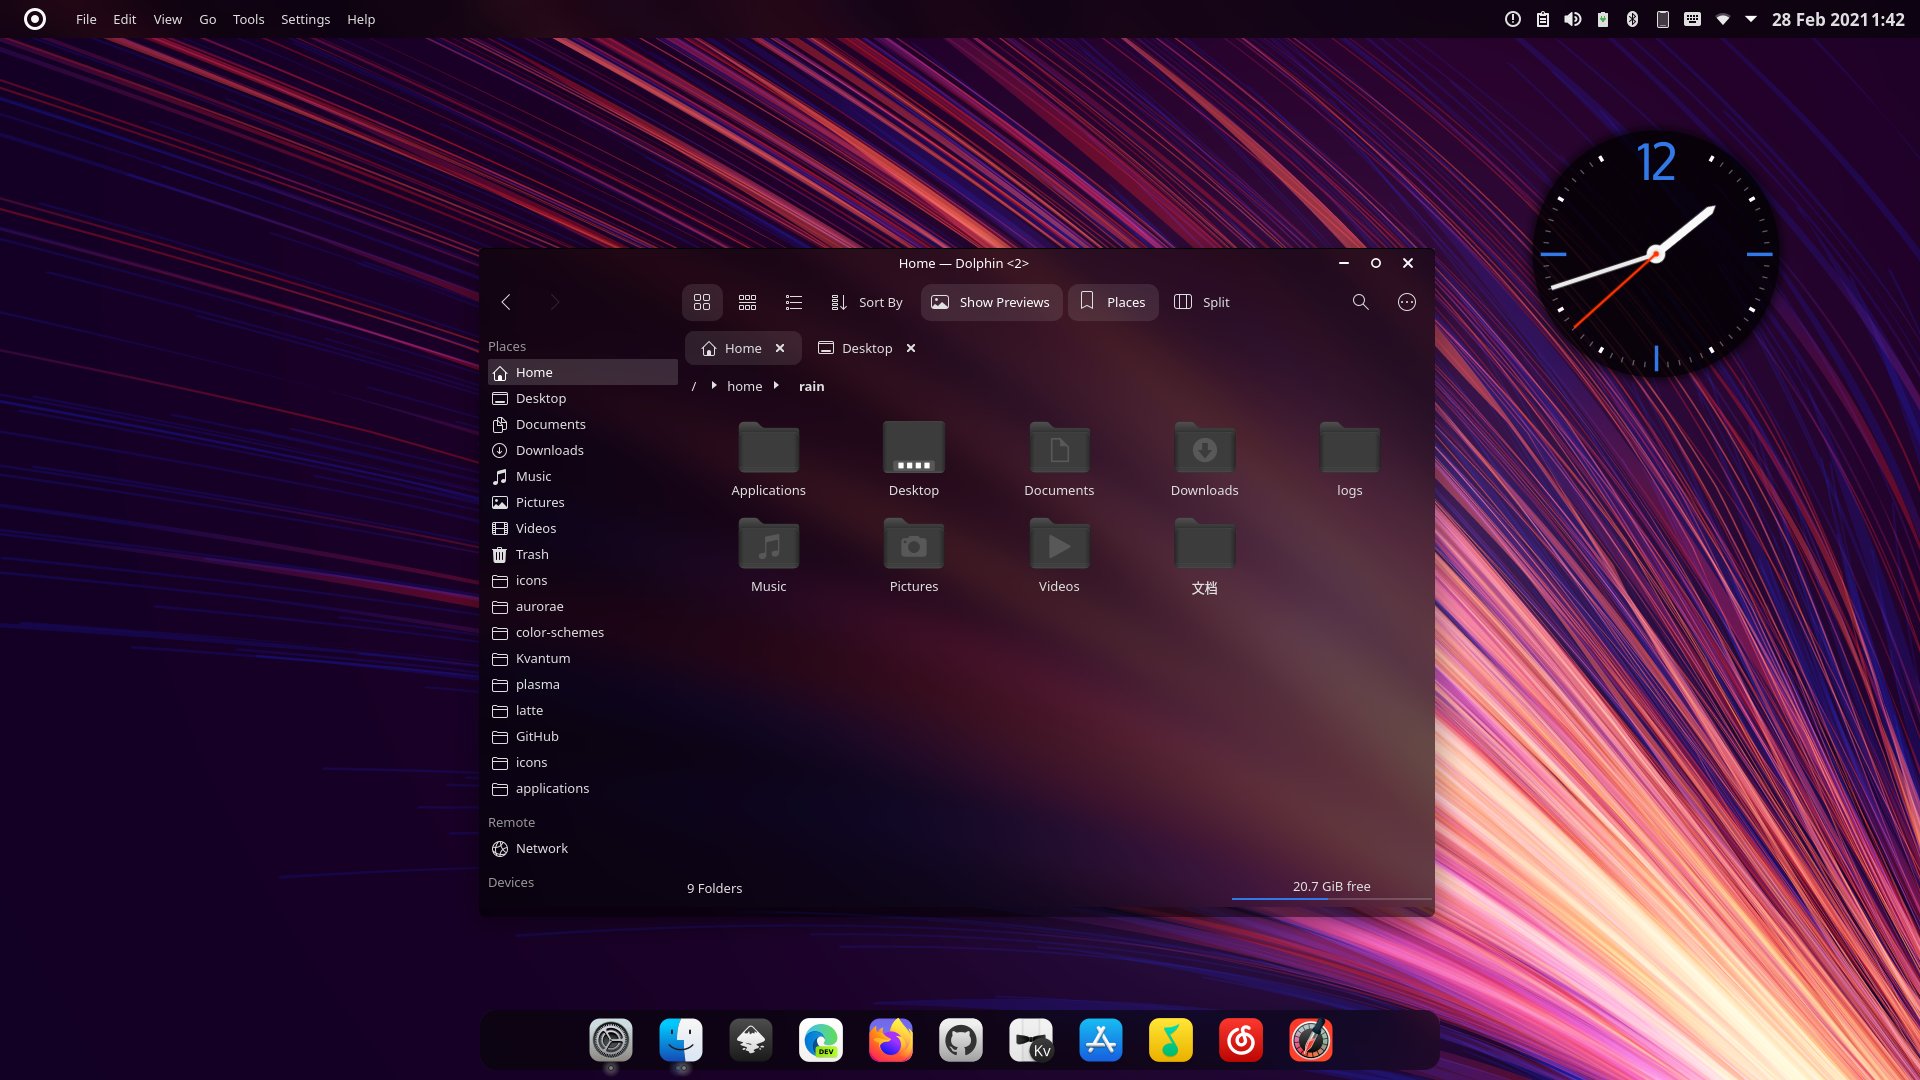 File Edit View Go Tools Settings Help
28 Feb 2021 1:42
12
Home — Dolphin <2>
Sort By Show Previews Places Split
Home Desktop
/ home rain
Places
Home
Desktop
Documents
Downloads
Music
Pictures
Videos
Trash
icons
aurorae
color-schemes
Kvantum
plasma
latte
GitHub
icons
applications
Remote
Network
Devices
Applications Desktop Documents Downloads logs
Music Pictures Videos 文档
9 Folders
20.7 GiB free
DEV
Kv